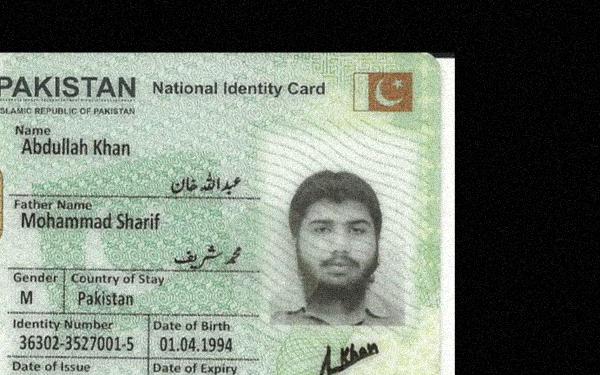 PAKISTAN National Identity Card
ISLAMIC REPUBLIC OF PAKISTAN
Name
Abdullah Khan
عبداللہ خان
Father Name
Mohammad Sharif
محمد شریف
Gender Country of Stay
M Pakistan
Identity Number Date of Birth
36302-3527001-5 01.04.1994
Date of Issue Date of Expiry
A.Khan